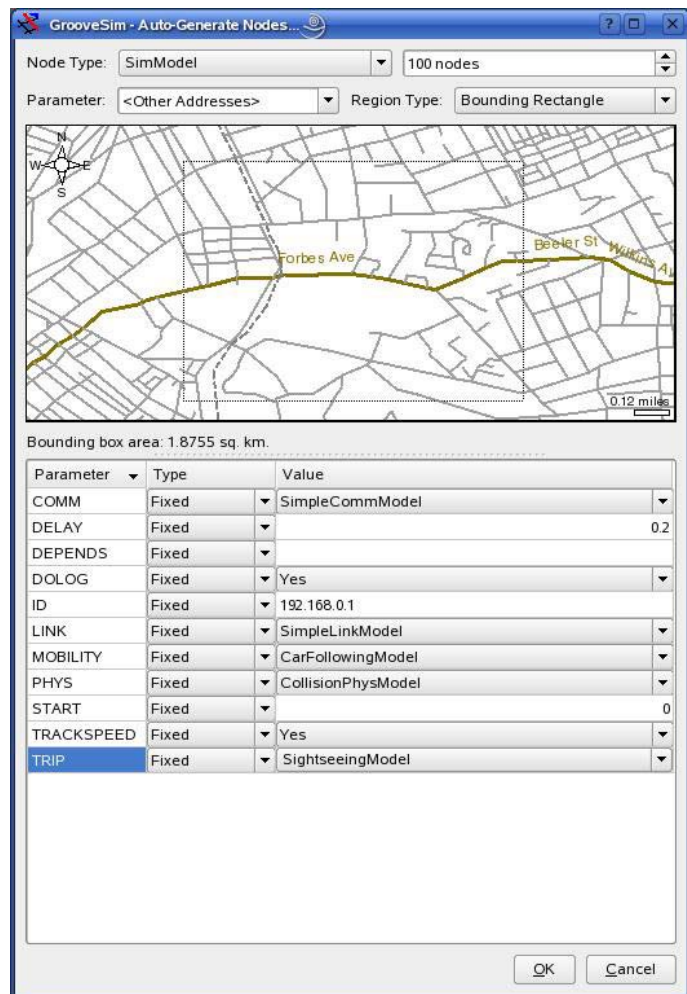 GrooveSim - Auto-Generate Nodes...
Node Type: SimModel 100 nodes
Parameter: <Other Addresses> Region Type: Bounding Rectangle
N
W E
S
Forbes Ave
Beeler St
Wilkins Av
0.12 miles
Bounding box area: 1.8755 sq. km.
Parameter Type Value
COMM Fixed SimpleCommModel
DELAY Fixed 0.2
DEPENDS Fixed
DOLOG Fixed Yes
ID Fixed 192.168.0.1
LINK Fixed SimpleLinkModel
MOBILITY Fixed CarFollowingModel
PHYS Fixed CollisionPhysModel
START Fixed 0
TRACKSPEED Fixed Yes
TRIP Fixed SightseeingModel
OK Cancel